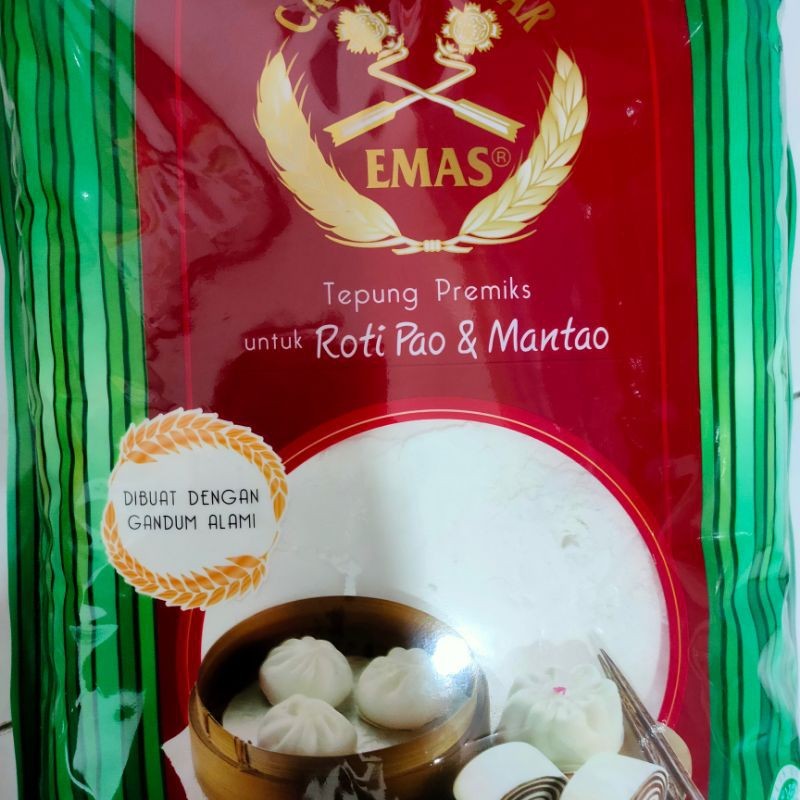 EMAS®
Tepung Premiks
untuk Roti Pao & Mantao
DIBUAT DENGAN
GANDUM ALAMI